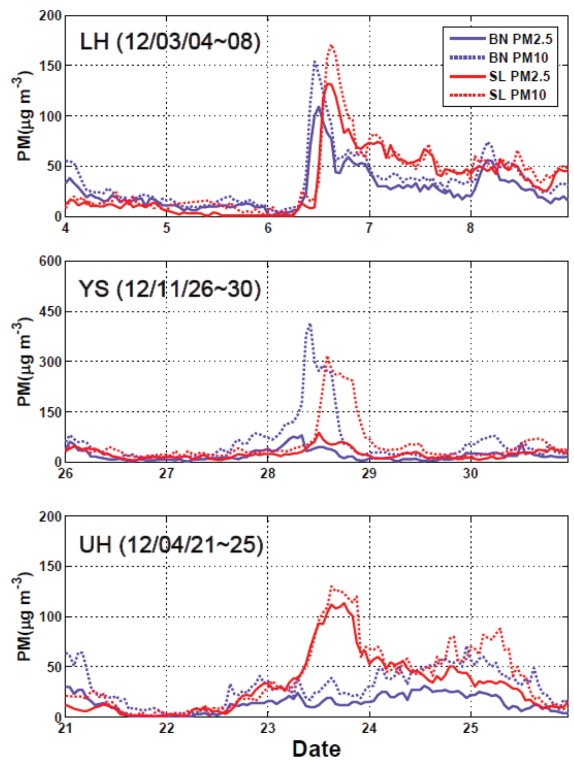 LH (12/03/04~08)
BN PM2.5
BN PM10
SL PM2.5
SL PM10
PM(μg m-3)
200
150
100
50
0
4 5 6 7 8
YS (12/11/26~30)
PM(μg m-3)
600
450
300
150
0
26 27 28 29 30
UH (12/04/21~25)
PM(μg m-3)
200
150
100
50
0
21 22 23 24 25
Date